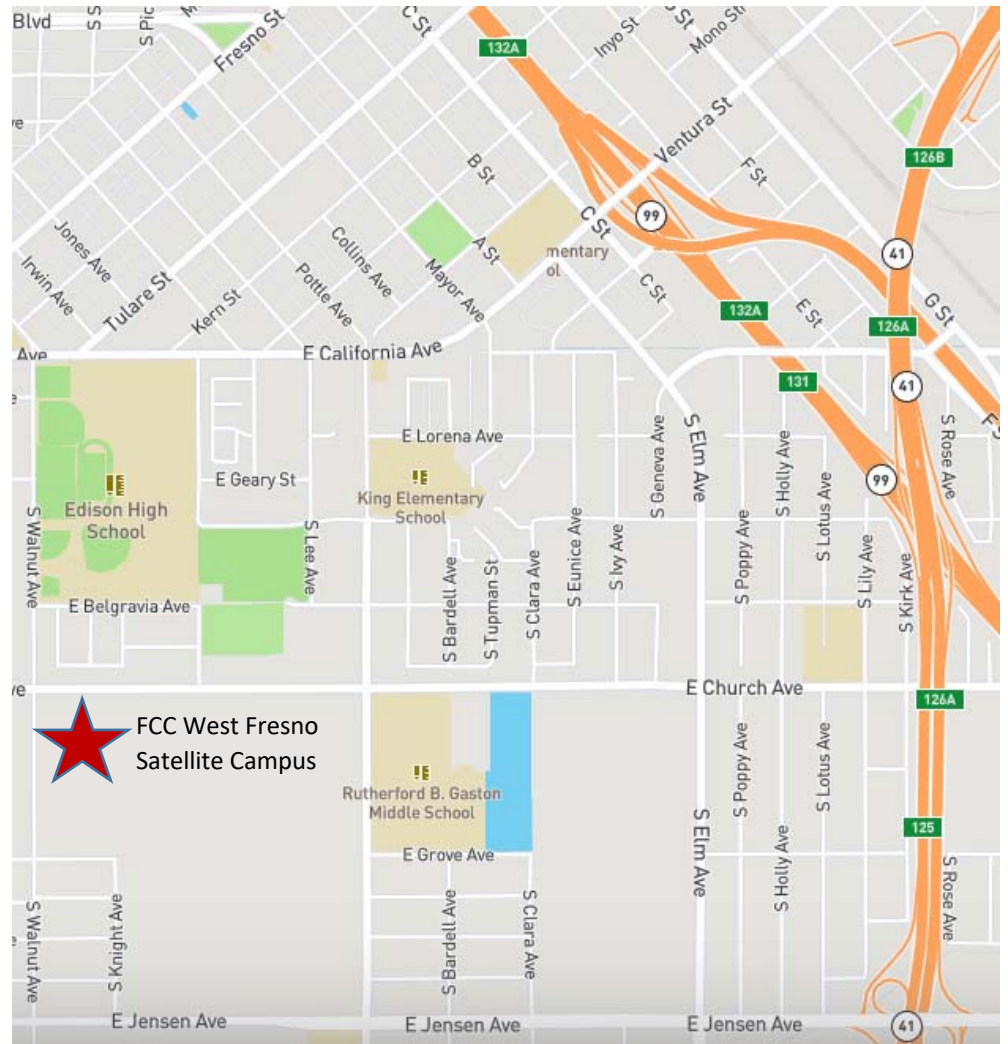 Blvd
S S
S Pic
M
Fresno St
C St
132A
Inyo St
Mono Str
St
ve
B St
Ventura St
F St
126B
Jones Ave
Irwin Ave
Tulare St
Kern St
Pottle Ave
Collins Ave
Mayor Ave
A St
C St
mentary
ol
99
C St
132A
E St
41
126A
G St
Ave
E California Ave
131
41
F S
e
E Lorena Ave
S Geneva Ave
S Elm Ave
S Holly Ave
S Rose Ave
E Geary St
King Elementary
School
99
Edison High
School
S Walnut Ave
S Lee Ave
S Lotus Ave
S Poppy Ave
S Lily Ave
S Kirk Ave
S Eunice Ave
S Ivy Ave
S Bardell Ave
S Tupman St
S Clara Ave
E Belgravia Ave
ve
E Church Ave
126A
FCC West Fresno
Satellite Campus
Rutherford B. Gaston
Middle School
S Poppy Ave
S Lotus Ave
S Elm Ave
S Holly Ave
125
E Grove Ave
S Rose Ave
S Walnut Ave
S Knight Ave
S Bardell Ave
S Clara Ave
E Jensen Ave
E Jensen Ave
E Jensen Ave
41